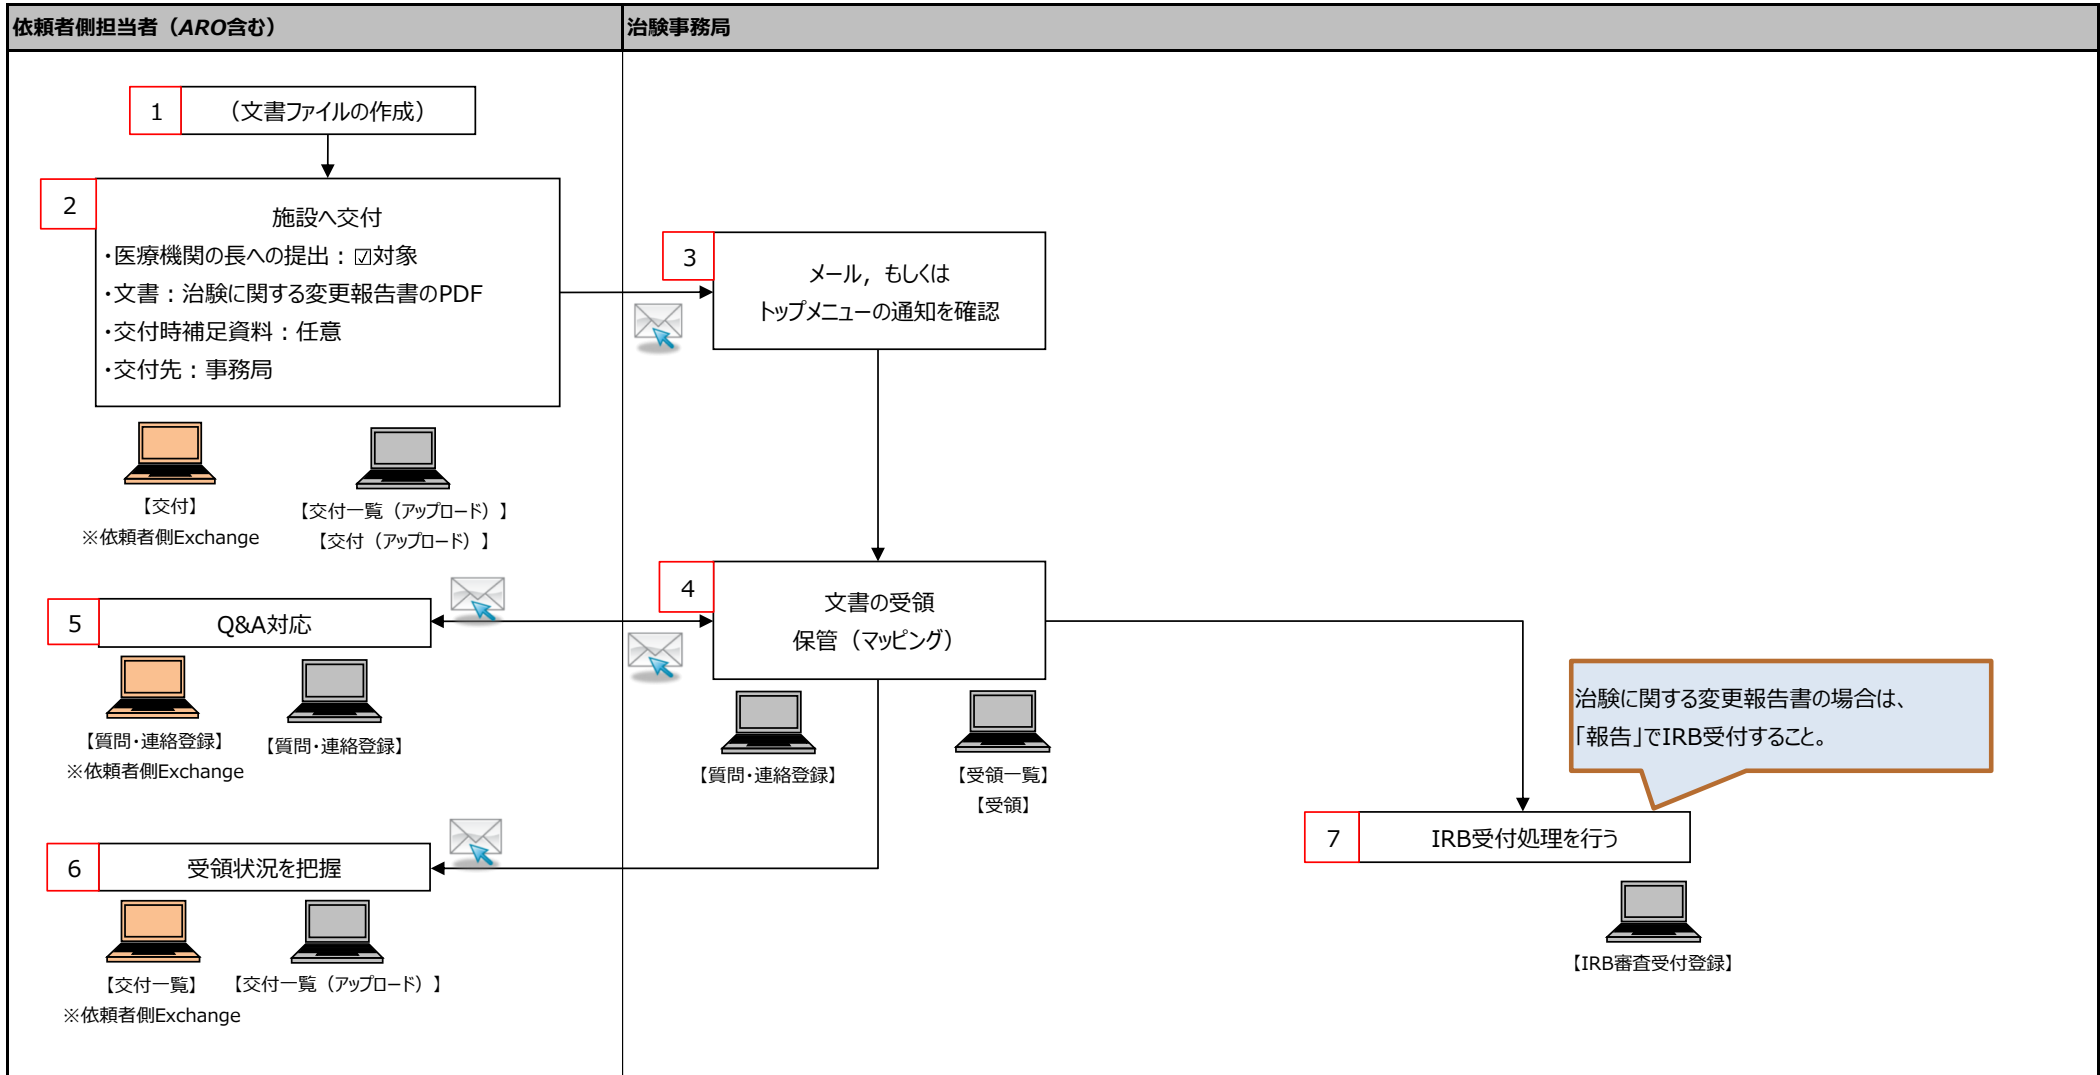 依頼者側担当者（ARO含む）
治験事務局
1
（文書ファイルの作成）
2
施設へ交付
・医療機関の長への提出：☑対象
・文書：治験に関する変更報告書のPDF
・交付時補足資料：任意
・交付先：事務局
【交付】
※依頼者側Exchange
【交付一覧（アップロード）】
【交付（アップロード）】
3
メール，もしくは
トップメニューの通知を確認
4
文書の受領
保管（マッピング）
【質問・連絡登録】
【受領一覧】
【受領】
5
Q&A対応
【質問・連絡登録】
※依頼者側Exchange
【質問・連絡登録】
6
受領状況を把握
【交付一覧】
※依頼者側Exchange
【交付一覧（アップロード）】
治験に関する変更報告書の場合は、
「報告」でIRB受付すること。
7
IRB受付処理を行う
【IRB審査受付登録】